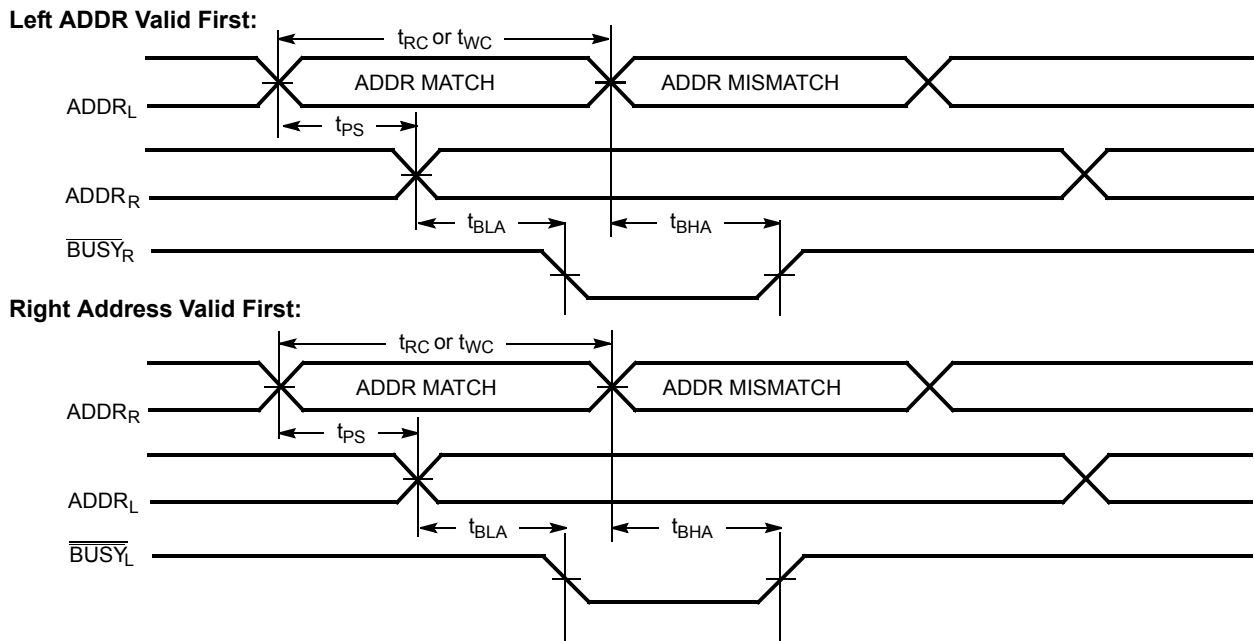 Left ADDR Valid First:
tRC or tWC
ADDR MATCH ADDR MISMATCH
ADDRL
tPS
ADDRR
tBLA tBHA
BUSYR
Right Address Valid First:
tRC or tWC
ADDR MATCH ADDR MISMATCH
ADDRR
tPS
ADDRL
tBLA tBHA
BUSYL